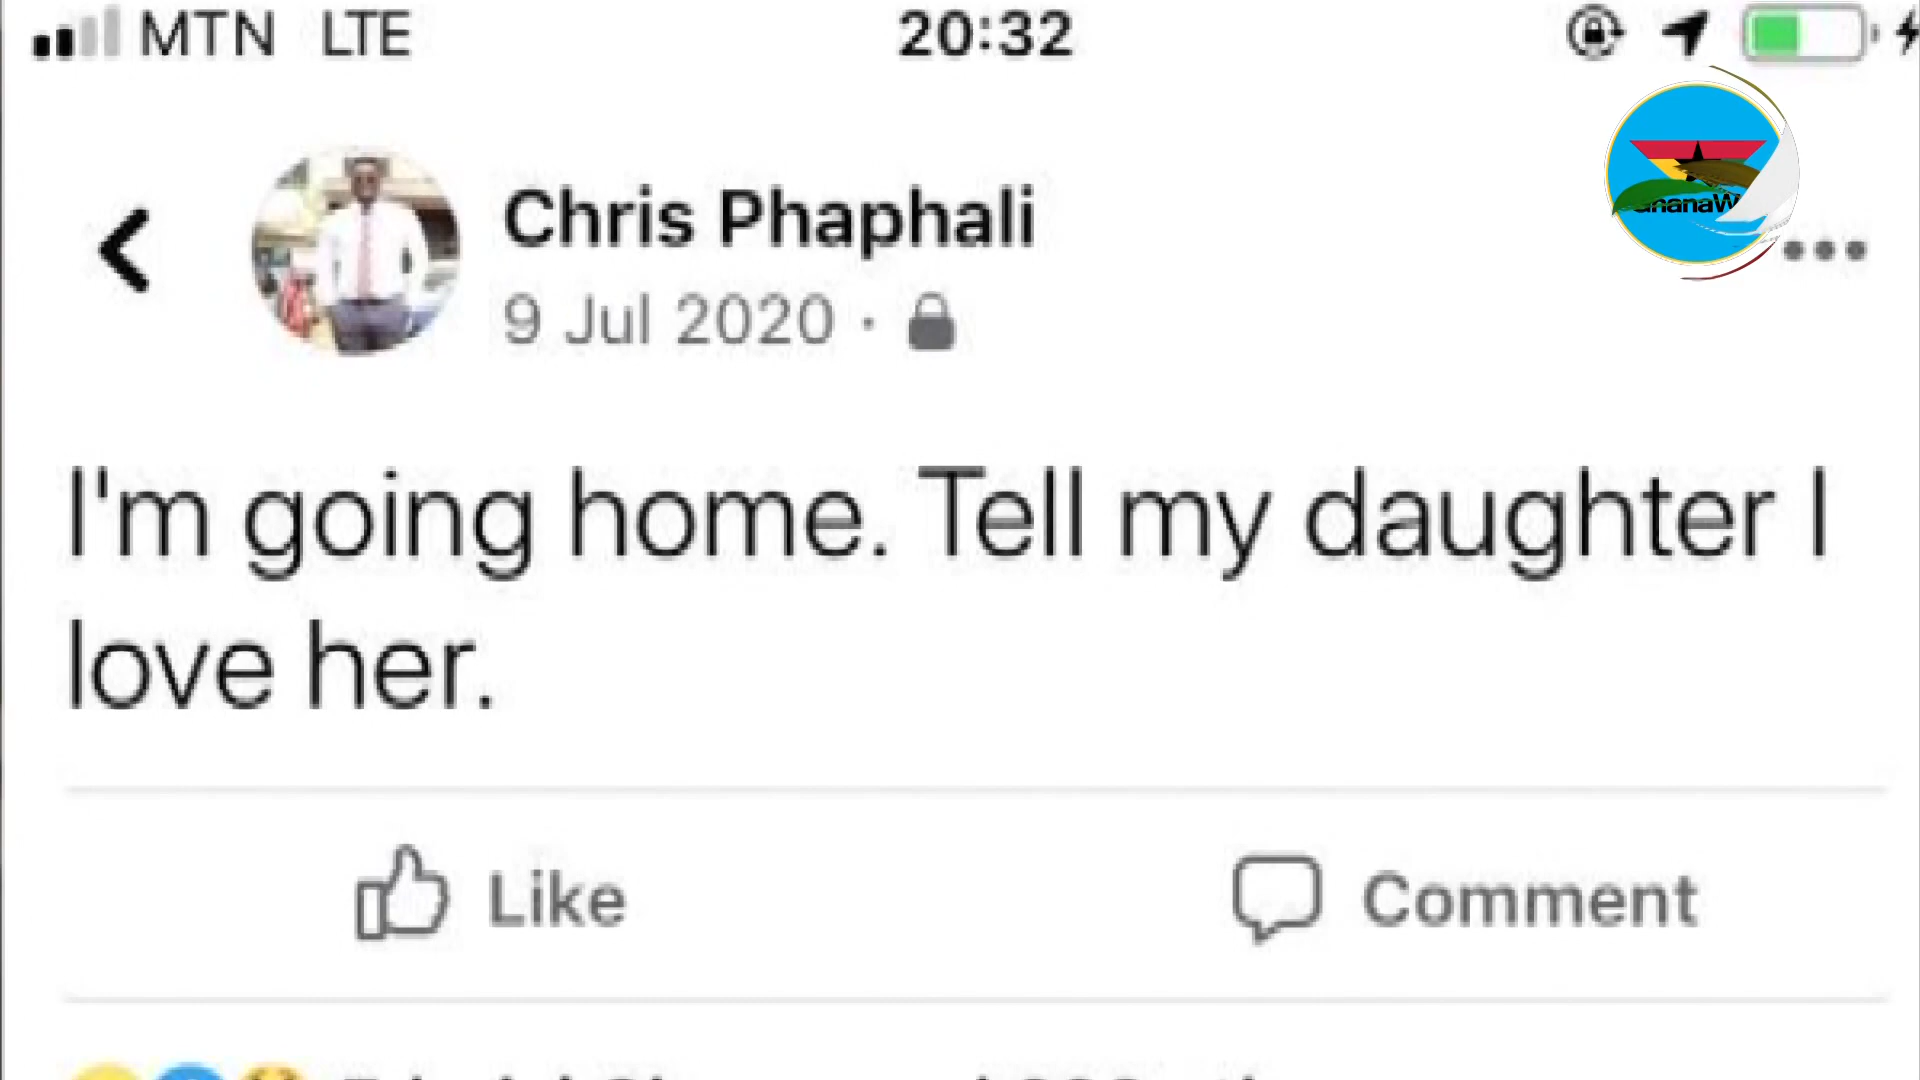 MTN LTE 20:32
Chris Phaphali
9 Jul 2020 ·
I'm going home. Tell my daughter I
love her.
Like Comment